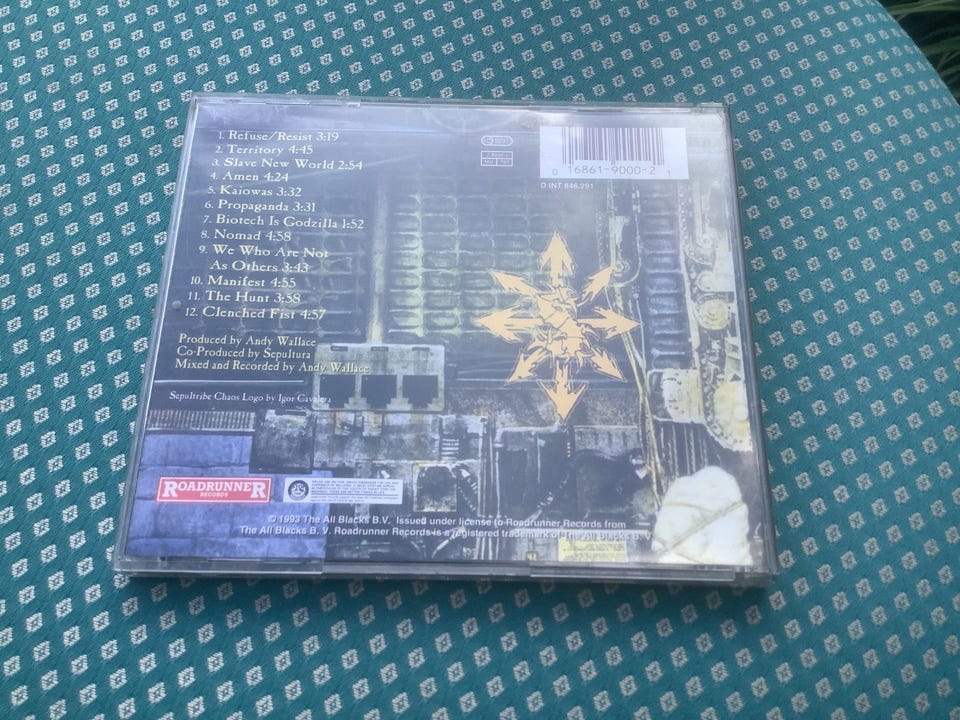 1. Refuse/Resist 3:19
2. Territory 4:45
3. Slave New World 2:54
4. Amen 4:24
5. Kaiowas 3:32
6. Propaganda 3:31
7. Biotech Is Godzilla 1:52
8. Nomad 4:58
9. We Who Are Not
As Others 3:43
10. Manifest 4:55
11. The Hunt 3:58
12. Clenched Fist 4:57
Produced by Andy Wallace
Co-Produced by Sepultura
Mixed and Recorded by Andy Wallace
Sepultribe Chaos Logo by Igor Cavalera
0 16861-9000-2 1
D INT 846.291
ROADRUNNER
RECORDS
© 1993 The All Blacks B.V. Issued under license to Roadrunner Records from
The All Blacks B. V. Roadrunner Records is a registered trademark of The All Blacks B. V.